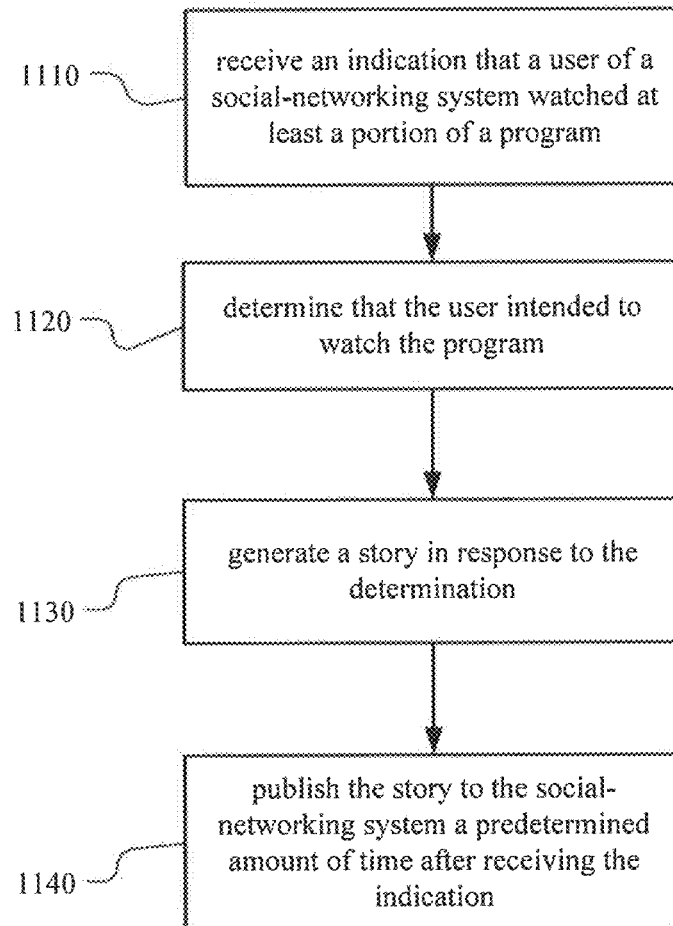 1110
receive an indication that a user of a
social-networking system watched at
least a portion of a program
1120
determine that the user intended to
watch the program
1130
generate a story in response to the
determination
1140
publish the story to the social-
networking system a predetermined
amount of time after receiving the
indication